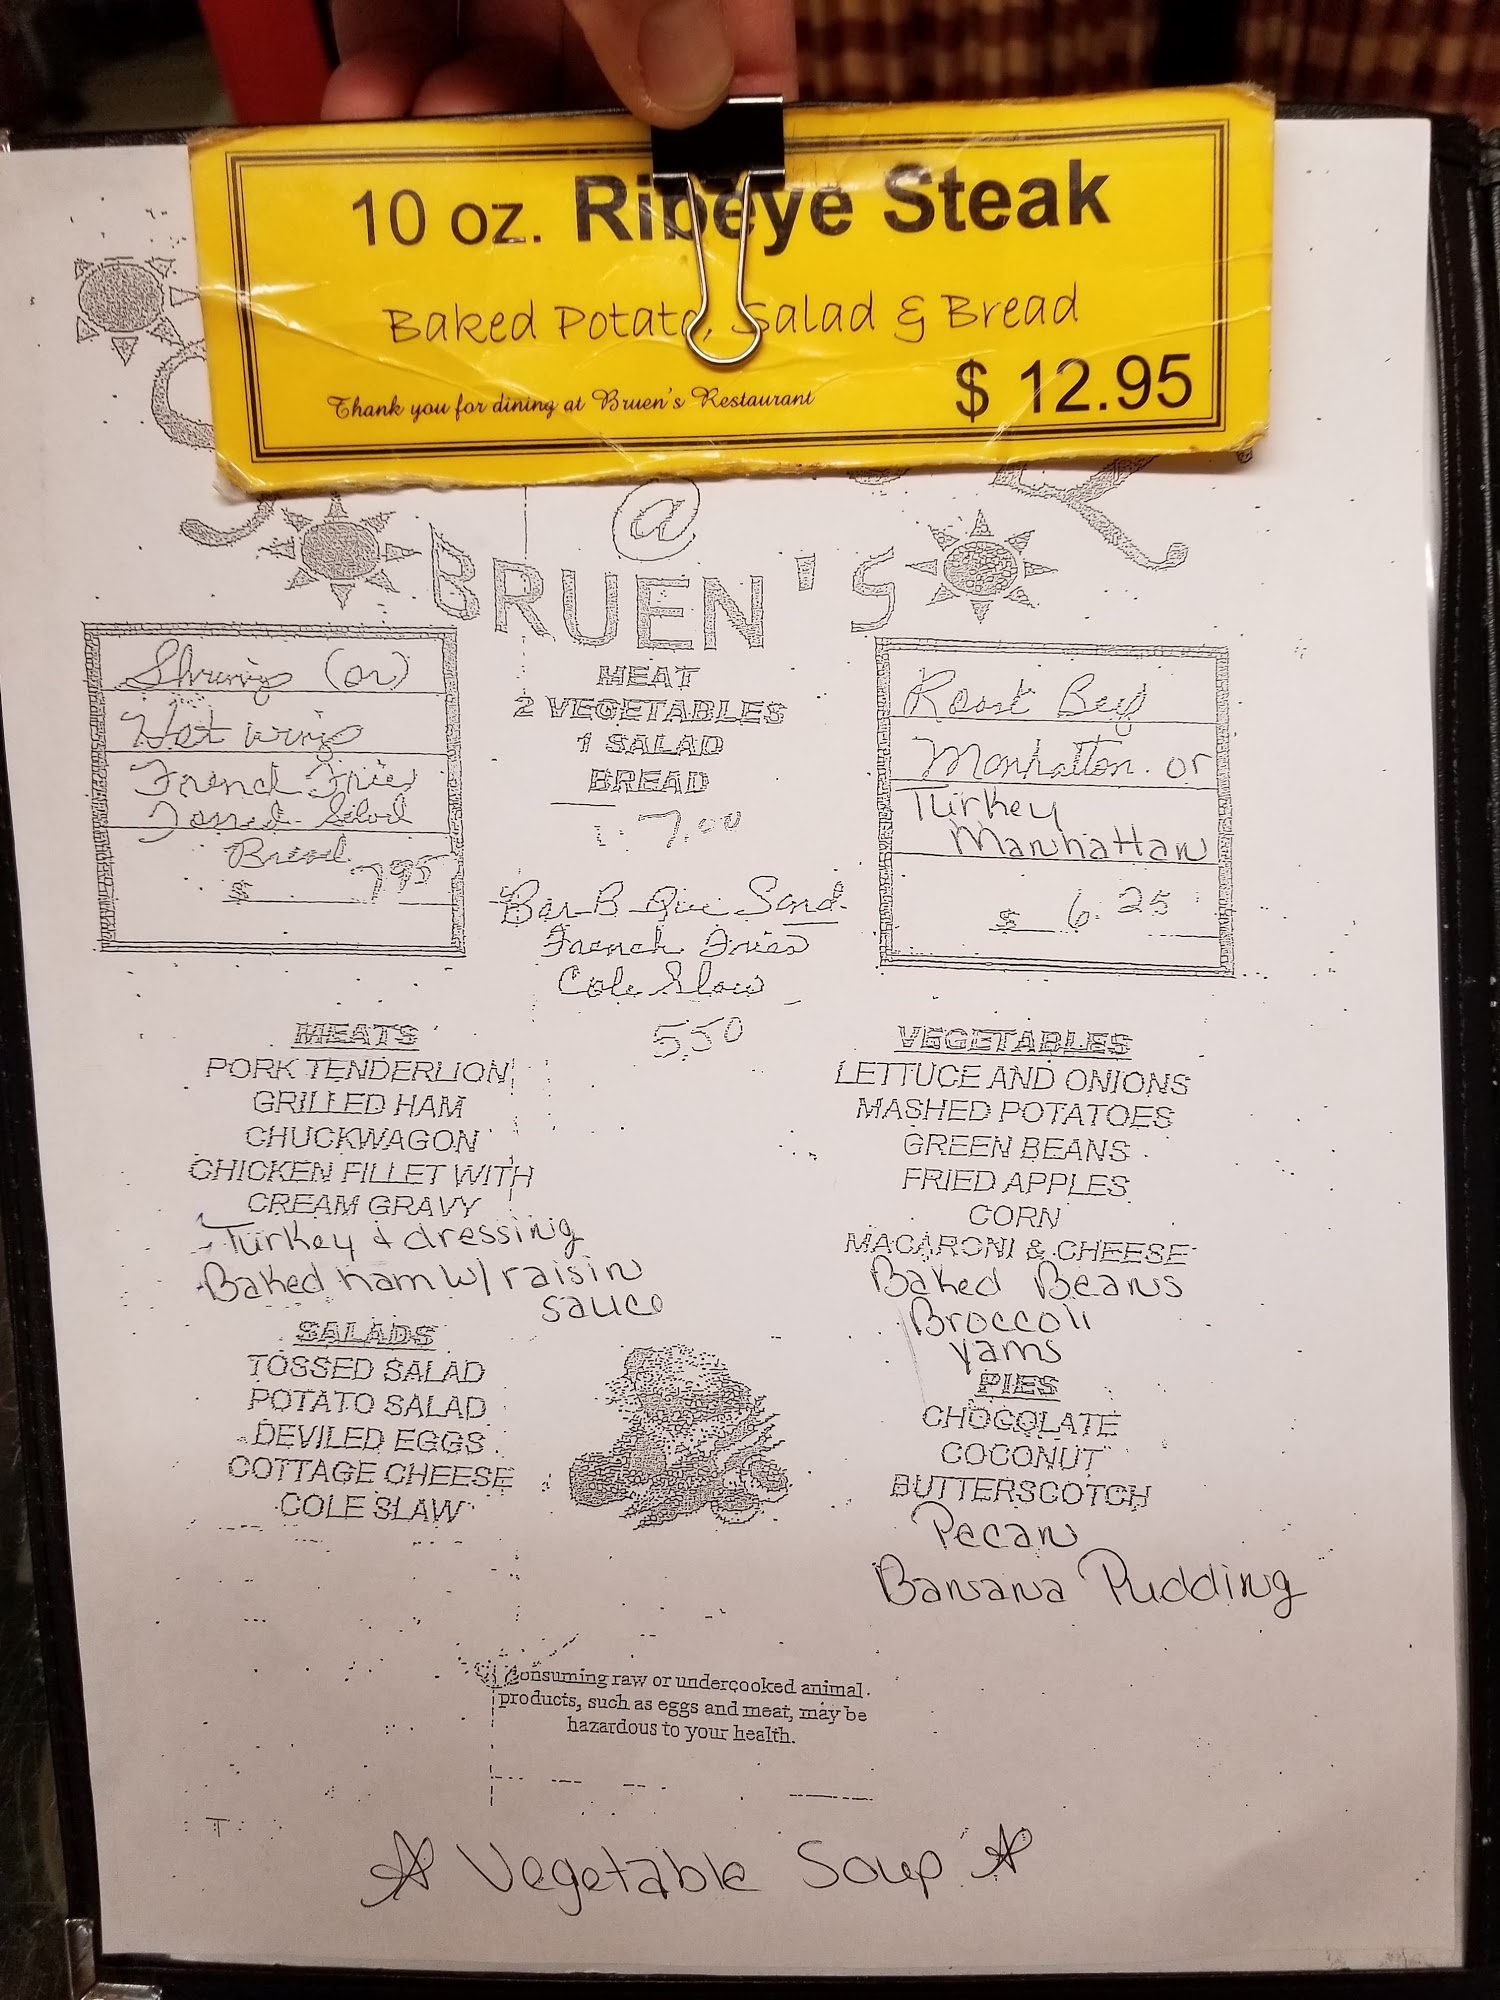 10 oz. Ribeye Steak
Baked Potato, Salad & Bread
Thank you for dining at Bruen's Restaurant
$ 12.95
@
BRUEN'S
Shrimp (or)
Hot wings
French Fries
Tossed Salad
Bread
$ 7.95
MEAT
2 VEGETABLES
1 SALAD
BREAD
7.00
Bar-B-Que Sand.
French Fries
Cole Slaw
5.50
Roast Beef
Manhattan or
Turkey
Manhattan
$ 6.25
MEATS
PORK TENDERLION
GRILLED HAM
CHUCKWAGON
CHICKEN FILLET WITH
CREAM GRAVY
Turkey & dressing
Baked ham w/ raisin
sauce
SALADS
TOSSED SALAD
POTATO SALAD
DEVILED EGGS
COTTAGE CHEESE
COLE SLAW
VEGETABLES
LETTUCE AND ONIONS
MASHED POTATOES
GREEN BEANS
FRIED APPLES
CORN
MACARONI & CHEESE
Baked Beans
Broccoli
Yams
PIES
CHOCOLATE
COCONUT
BUTTERSCOTCH
Pecan
Banana Pudding
Consuming raw or undercooked animal
products, such as eggs and meat, may be
hazardous to your health.
Vegetable Soup